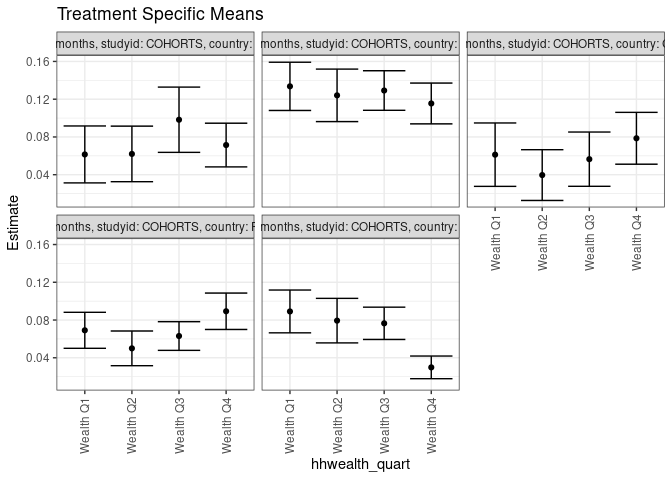 Treatment Specific Means
months, studyid: COHORTS, country:
months, studyid: COHORTS, country:
months, studyid: COHORTS, country:
0.16
0.12
0.08
0.04
months, studyid: COHORTS, country:
months, studyid: COHORTS, country:
0.16
0.12
0.08
0.04
Estimate
Wealth Q1
Wealth Q2
Wealth Q3
Wealth Q4
Wealth Q1
Wealth Q2
Wealth Q3
Wealth Q4
Wealth Q1
Wealth Q2
Wealth Q3
Wealth Q4
hhwealth_quart